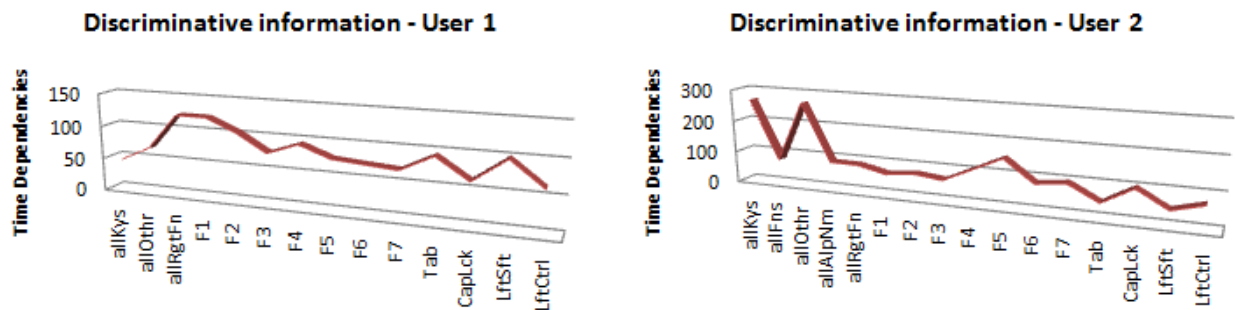 Discriminative information - User 1
Time Dependencies
150
100
50
0
allKys
allOthr
allRgtFn
F1
F2
F3
F4
F5
F6
F7
Tab
CapLck
LftSft
LftCtrl
Discriminative information - User 2
Time Dependencies
300
200
100
0
allKys
allFns
allOthr
allAlpNm
allRgtFn
F1
F2
F3
F4
F5
F6
F7
Tab
CapLck
LftSft
LftCtrl